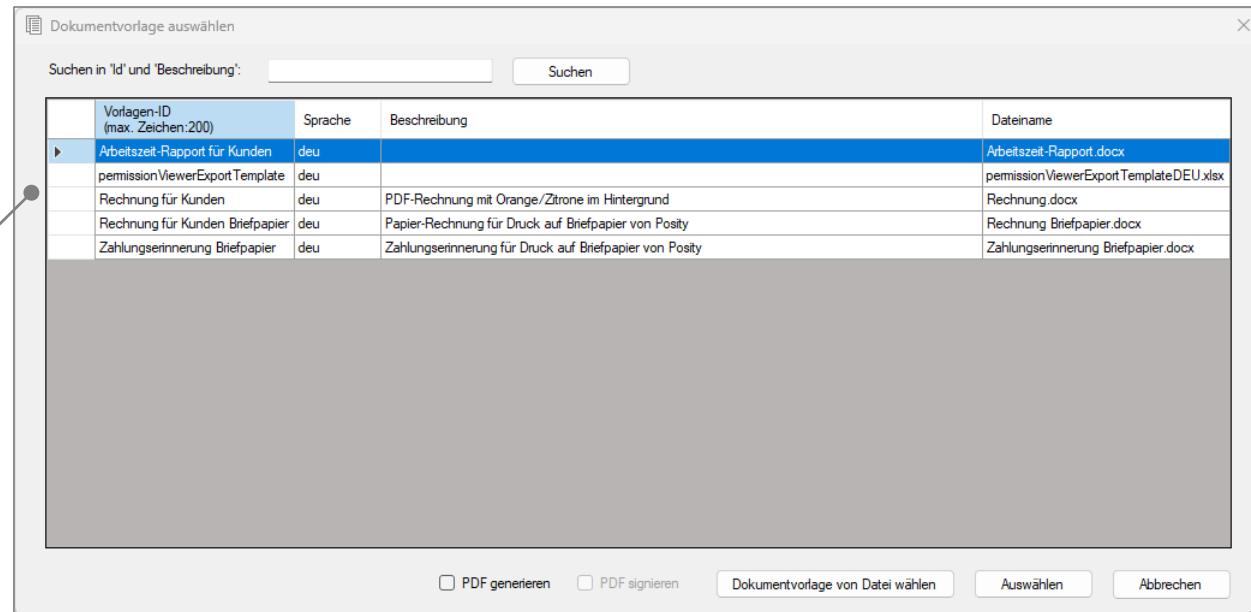 Dokumentvorlage auswählen
Suchen in 'Id' und 'Beschreibung':
Suchen
Vorlagen-ID
(max. Zeichen:200)
Sprache
Beschreibung
Dateiname
Arbeitszeit-Rapport für Kunden deu Arbeitszeit-Rapport.docx
permissionViewerExportTemplate deu permissionViewerExportTemplateDEU.xlsx
Rechnung für Kunden deu PDF-Rechnung mit Orange/Zitrone im Hintergrund Rechnung.docx
Rechnung für Kunden Briefpapier deu Papier-Rechnung für Druck auf Briefpapier von Posity Rechnung Briefpapier.docx
Zahlungserinnerung Briefpapier deu Zahlungserinnerung für Druck auf Briefpapier von Posity Zahlungserinnerung Briefpapier.docx
PDF generieren PDF signieren Dokumentvorlage von Datei wählen Auswählen Abbrechen